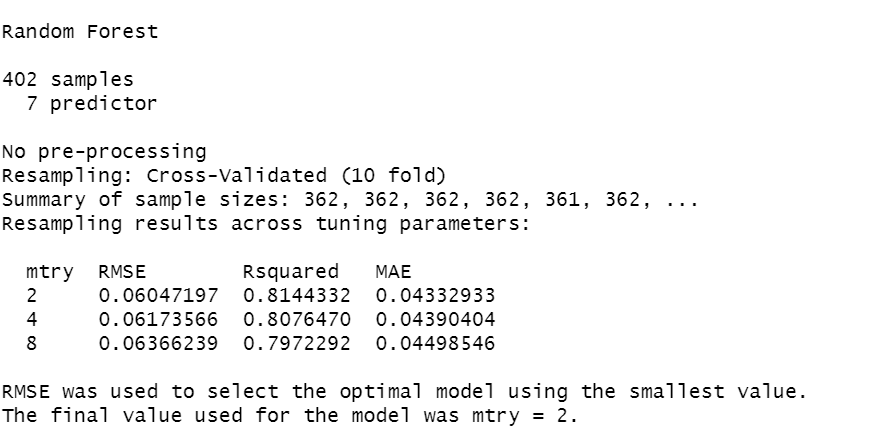 Random Forest
402 samples
7 predictor
No pre-processing
Resampling: Cross-Validated (10 fold)
Summary of sample sizes: 362, 362, 362, 362, 361, 362, ...
Resampling results across tuning parameters:
mtry RMSE Rsquared MAE
2 0.06047197 0.8144332 0.04332933
4 0.06173566 0.8076470 0.04390404
8 0.06366239 0.7972292 0.04498546
RMSE was used to select the optimal model using the smallest value.
The final value used for the model was mtry = 2.